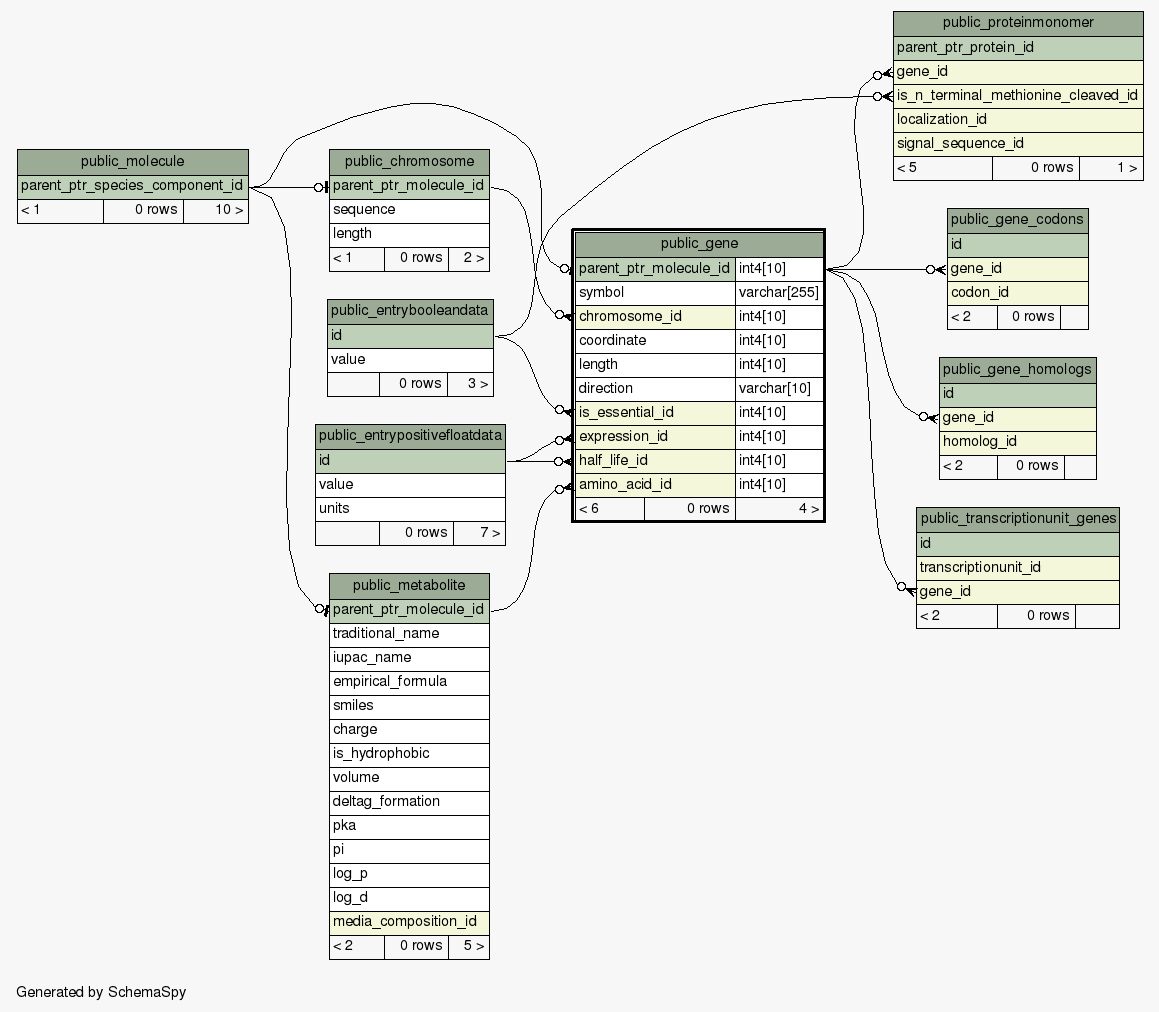 public_molecule
parent_ptr_species_component_id
< 1 0 rows 10 >
public_chromosome
parent_ptr_molecule_id
sequence
length
< 1 0 rows 2 >
public_entrybooleandata
id
value
0 rows 3 >
public_entrypositivefloatdata
id
value
units
0 rows 7 >
public_metabolite
parent_ptr_molecule_id
traditional_name
iupac_name
empirical_formula
smiles
charge
is_hydrophobic
volume
deltag_formation
pka
pi
log_p
log_d
media_composition_id
< 2 0 rows 5 >
public_gene
parent_ptr_molecule_id int4[10]
symbol varchar[255]
chromosome_id int4[10]
coordinate int4[10]
length int4[10]
direction varchar[10]
is_essential_id int4[10]
expression_id int4[10]
half_life_id int4[10]
amino_acid_id int4[10]
< 6 0 rows 4 >
public_proteinmonomer
parent_ptr_protein_id
gene_id
is_n_terminal_methionine_cleaved_id
localization_id
signal_sequence_id
< 5 0 rows 1 >
public_gene_codons
id
gene_id
codon_id
< 2 0 rows
public_gene_homologs
id
gene_id
homolog_id
< 2 0 rows
public_transcriptionunit_genes
id
transcriptionunit_id
gene_id
< 2 0 rows
Generated by SchemaSpy